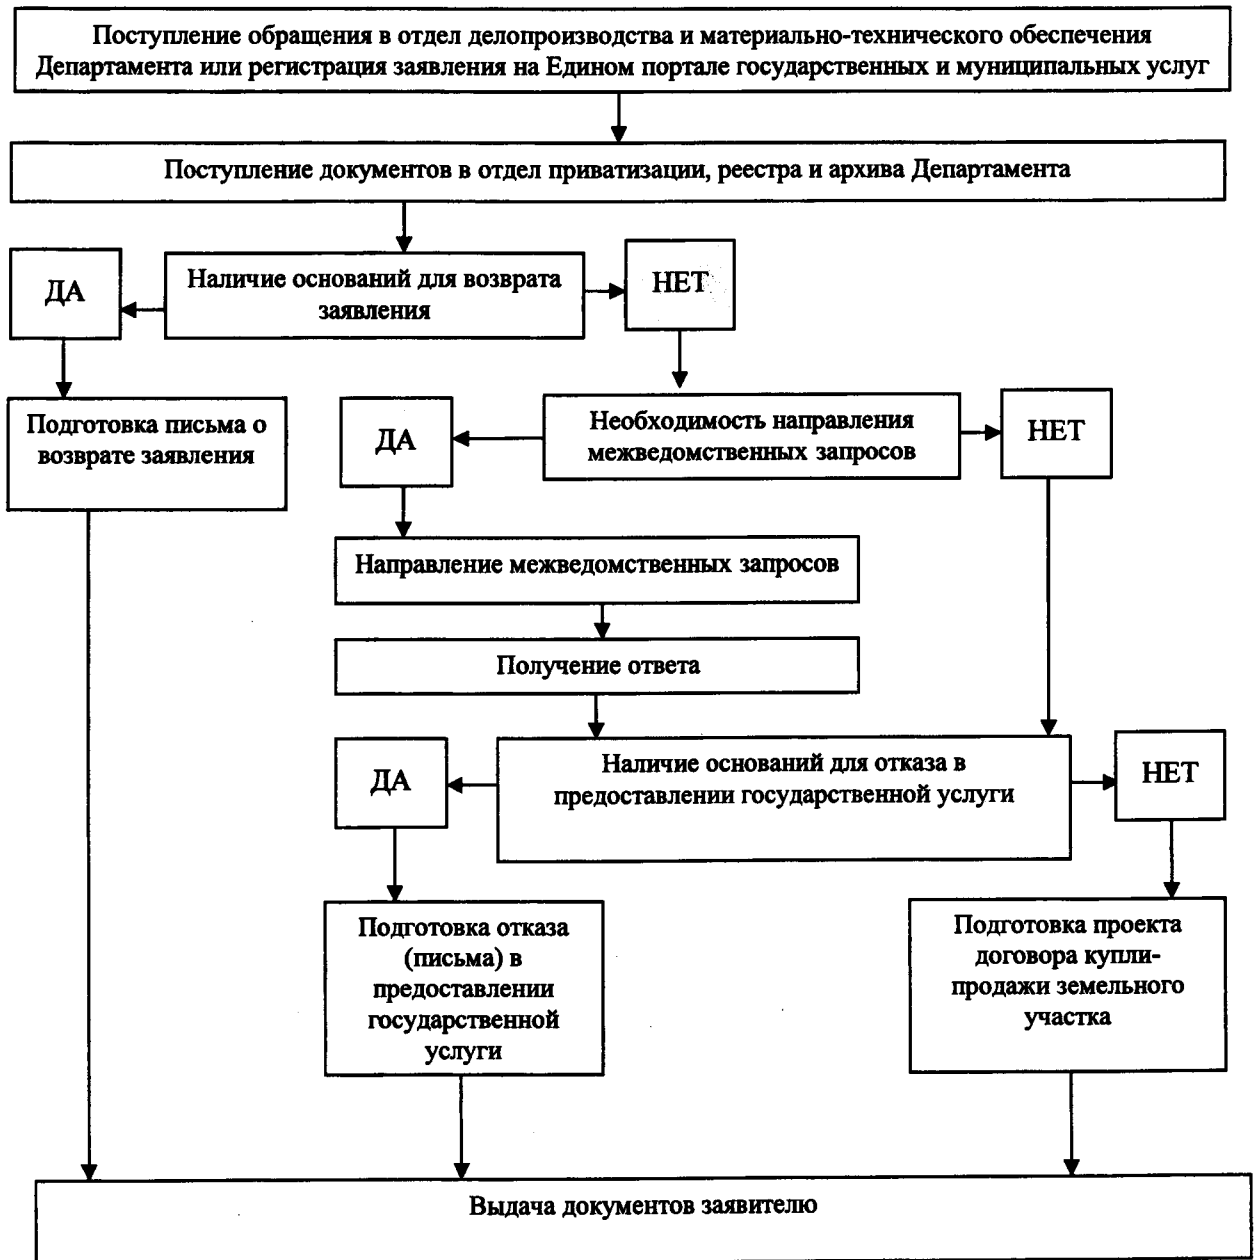 Поступление обращения в отдел делопроизводства и материально-технического обеспечения
Департамента или регистрация заявления на Едином портале государственных и муниципальных услуг
Поступление документов в отдел приватизации, реестра и архива Департамента
ДА
Наличие оснований для возврата
заявления
НЕТ
Подготовка письма о
возврате заявления
ДА
Необходимость направления
межведомственных запросов
НЕТ
Направление межведомственных запросов
Получение ответа
ДА
Наличие оснований для отказа в
предоставлении государственной услуги
НЕТ
Подготовка отказа
(письма) в
предоставлении
государственной
услуги
Подготовка проекта
договора купли-
продажи земельного
участка
Выдача документов заявителю